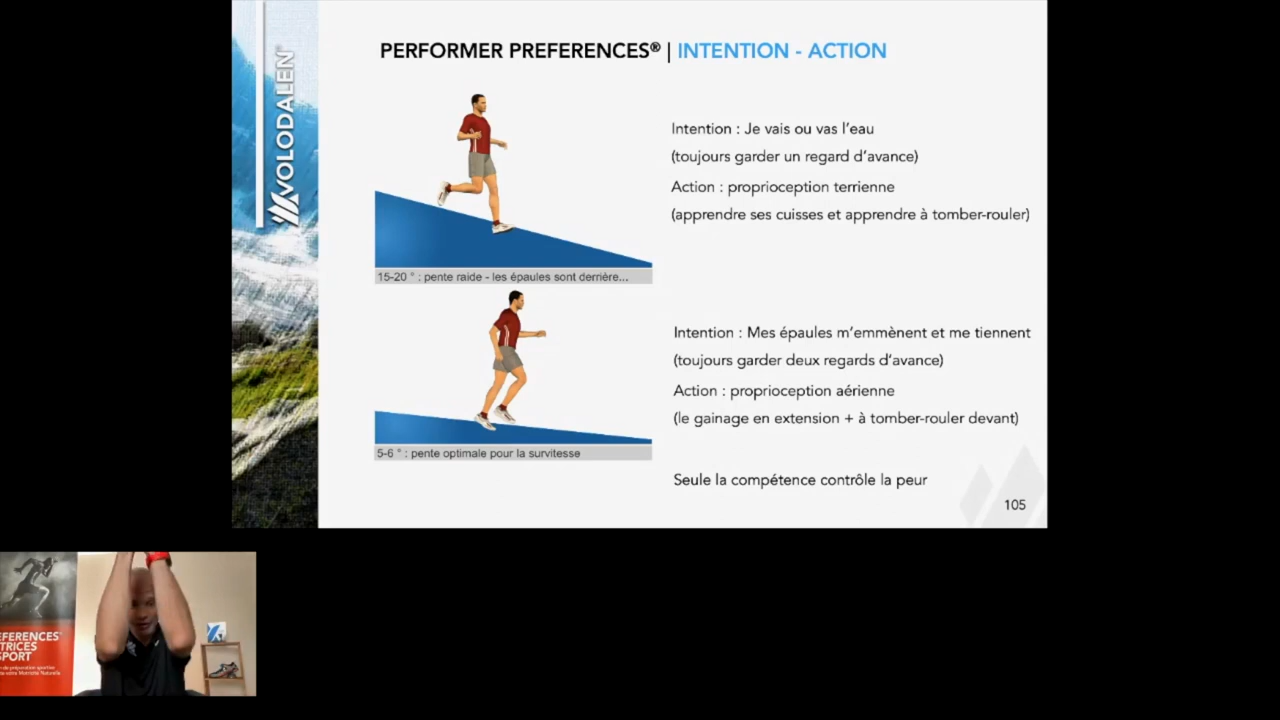 VOLODALEN
PERFORMER PREFERENCES® | INTENTION - ACTION
Intention : Je vais ou vas l’eau
(toujours garder un regard d’avance)
Action : proprioception terrienne
(apprendre ses cuisses et apprendre à tomber-rouler)
15-20 ° : pente raide - les épaules sont derrière...
Intention : Mes épaules m’emmènent et me tiennent
(toujours garder deux regards d’avance)
Action : proprioception aérienne
(le gainage en extension + à tomber-rouler devant)
5-6 ° : pente optimale pour la survitesse
Seule la compétence contrôle la peur
105
EFERENCES®
TRICES
SPORT